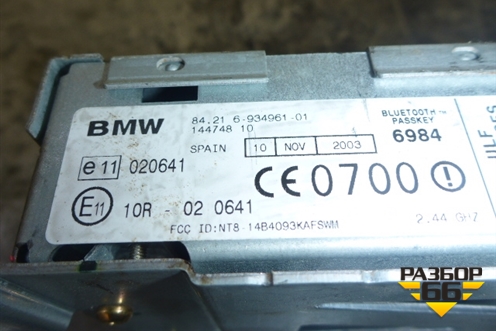 BMW
84.21 6-934961-01
144748 10
SPAIN 10 NOV 2003
BLUETOOTH
PASSKEY
6984
ULF
e11 020641
CE0700
E11 10R - 02 0641
FCC ID:NT8-14B4093KAFSWM
2.44 GHZ
РАЗБОР
66